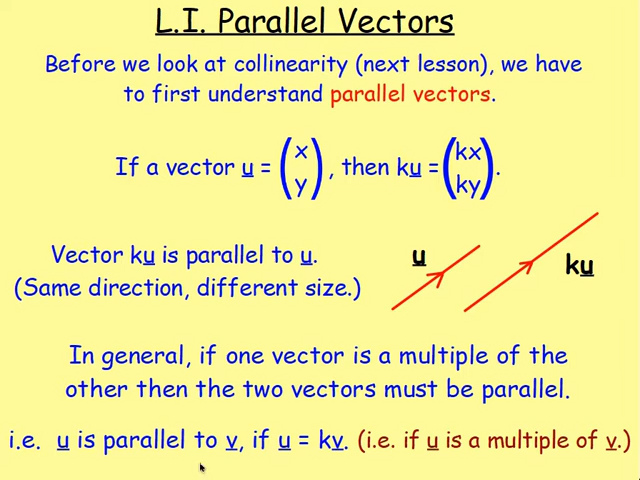 L.I. Parallel Vectors
Before we look at collinearity (next lesson), we have
to first understand parallel vectors.
If a vector u = (x y), then ku = (kx ky).
Vector ku is parallel to u.
(Same direction, different size.)
u
ku
In general, if one vector is a multiple of the
other then the two vectors must be parallel.
i.e. u is parallel to v, if u = kv. (i.e. if u is a multiple of v.)